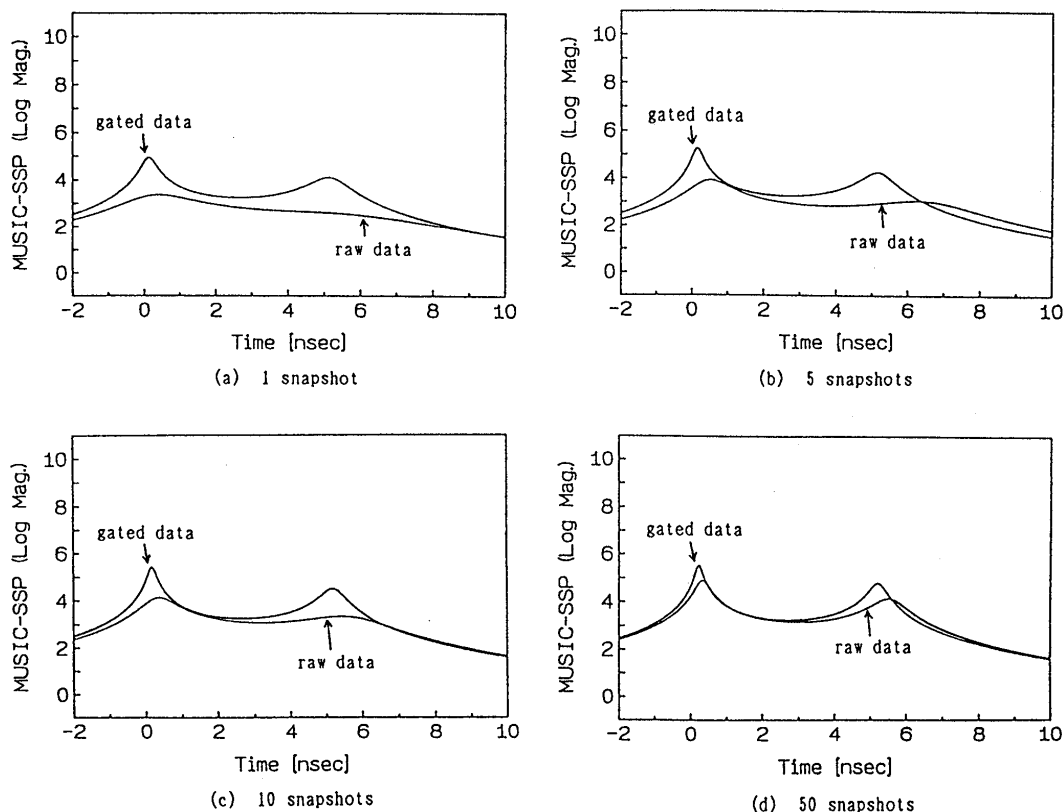 MUSIC-SSP (Log Mag.)
10
8
6
4
2
0
gated data
raw data
-2 0 2 4 6 8 10
Time [nsec]
(a) 1 snapshot
MUSIC-SSP (Log Mag.)
10
8
6
4
2
0
gated data
raw data
-2 0 2 4 6 8 10
Time [nsec]
(b) 5 snapshots
MUSIC-SSP (Log Mag.)
10
8
6
4
2
0
gated data
raw data
-2 0 2 4 6 8 10
Time [nsec]
(c) 10 snapshots
MUSIC-SSP (Log Mag.)
10
8
6
4
2
0
gated data
raw data
-2 0 2 4 6 8 10
Time [nsec]
(d) 50 snapshots